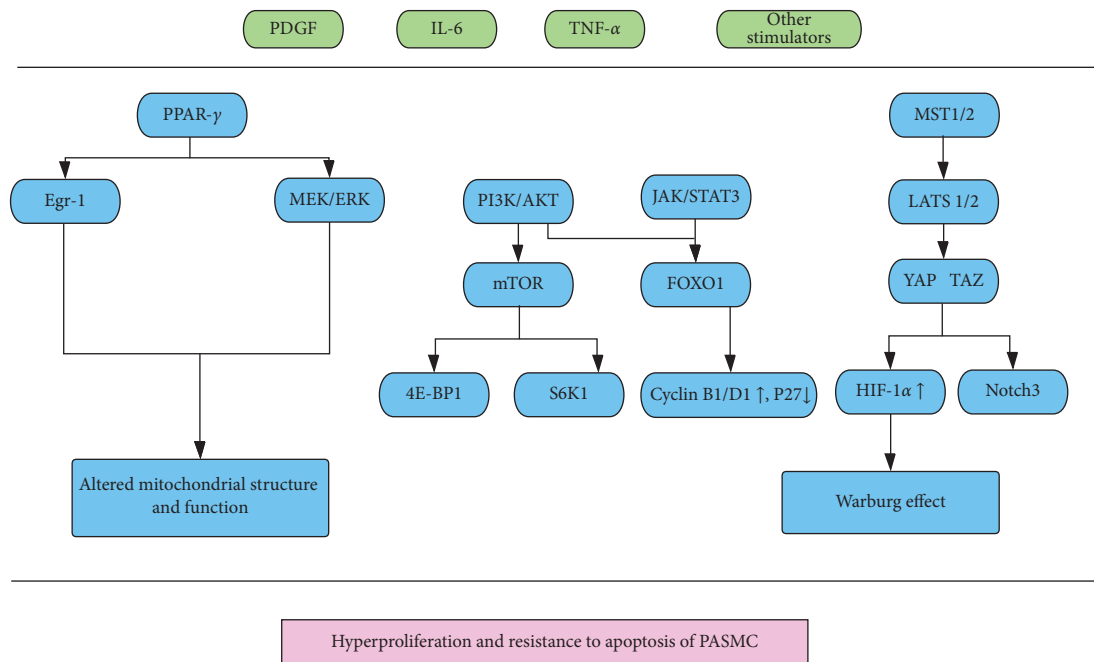 PDGF
IL-6
TNF-α
Other
stimulators
PPAR-γ
MST1/2
Egr-1
MEK/ERK
PI3K/AKT
JAK/STAT3
LATS 1/2
mTOR
FOXO1
YAP TAZ
4E-BP1
S6K1
Cyclin B1/D1 ↑, P27↓
HIF-1α ↑
Notch3
Altered mitochondrial structure
and function
Warburg effect
Hyperproliferation and resistance to apoptosis of PASMC